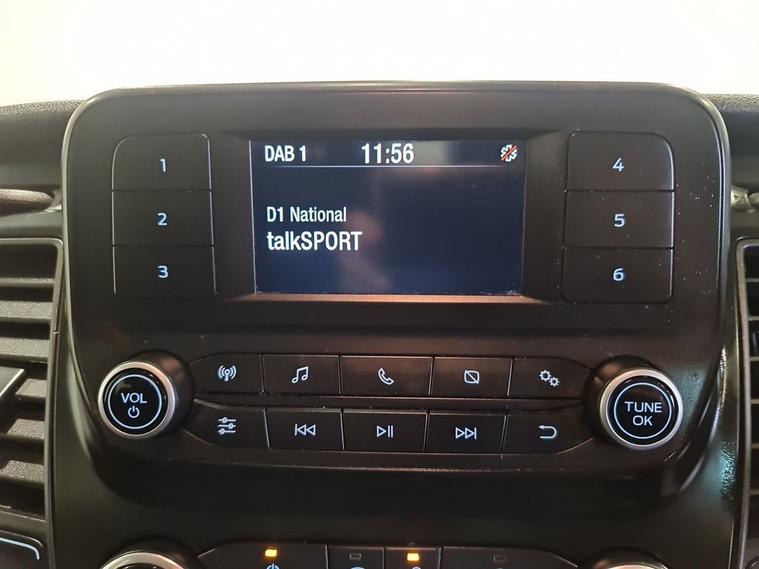 DAB 1 11:56
D1 National
talkSPORT
1
2
3
4
5
6
VOL
TUNE
OK